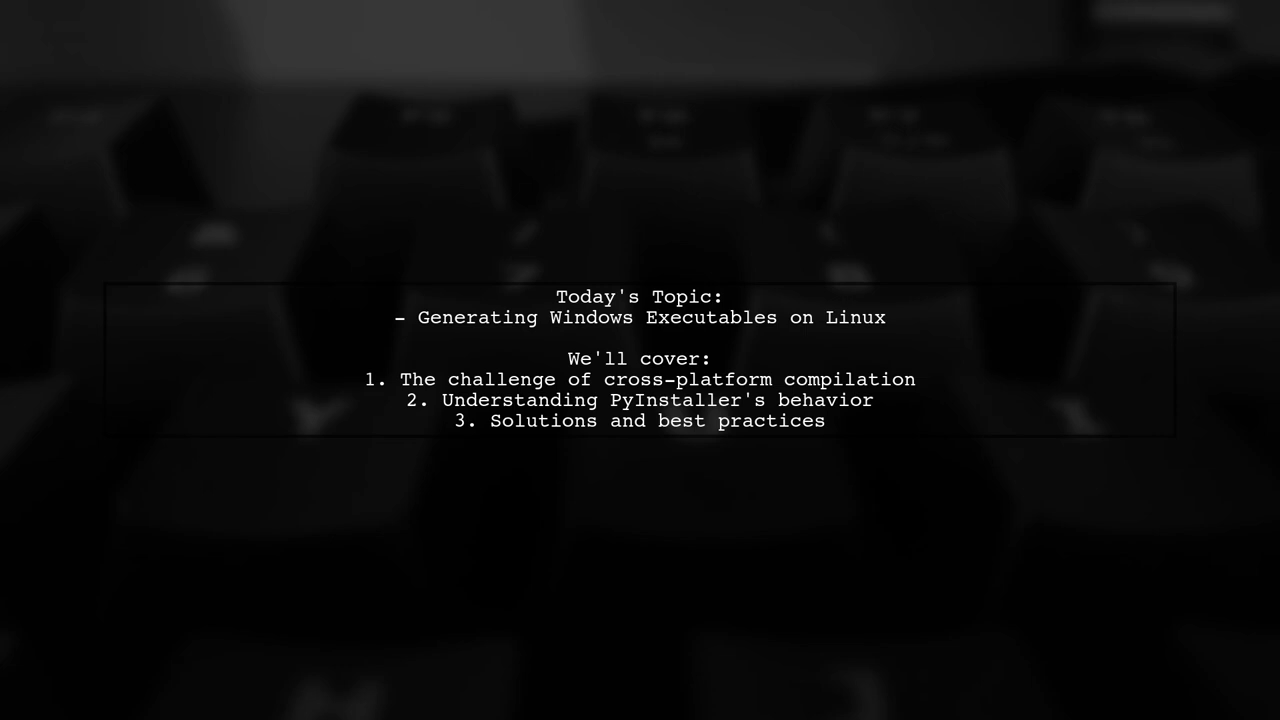 Today's Topic:
- Generating Windows Executables on Linux
We'll cover:
1. The challenge of cross-platform compilation
2. Understanding PyInstaller's behavior
3. Solutions and best practices